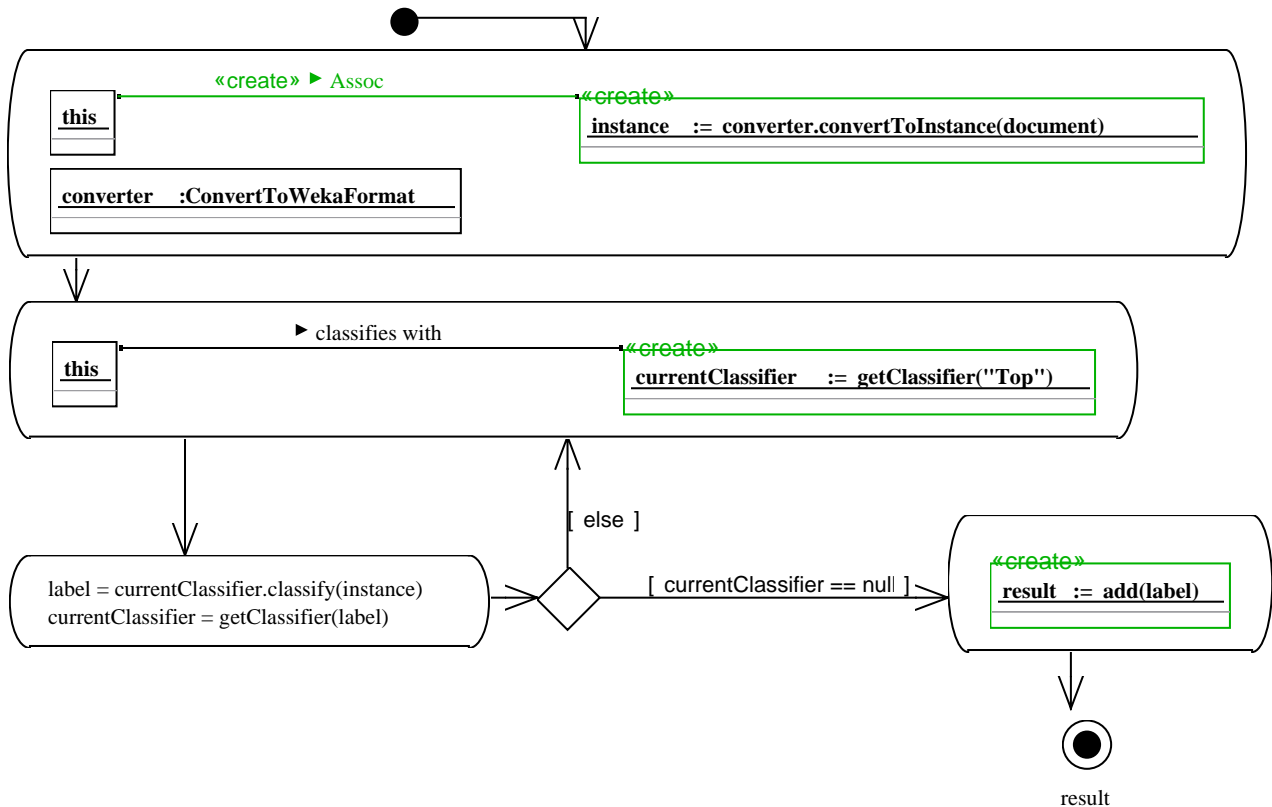 «create» ► Assoc
«create»
this
instance := converter.convertToInstance(document)
converter :ConvertToWekaFormat
► classifies with
«create»
this
currentClassifier := getClassifier("Top")
[ else ]
label = currentClassifier.classify(instance)
currentClassifier = getClassifier(label)
[ currentClassifier == null ]
«create»
result := add(label)
result